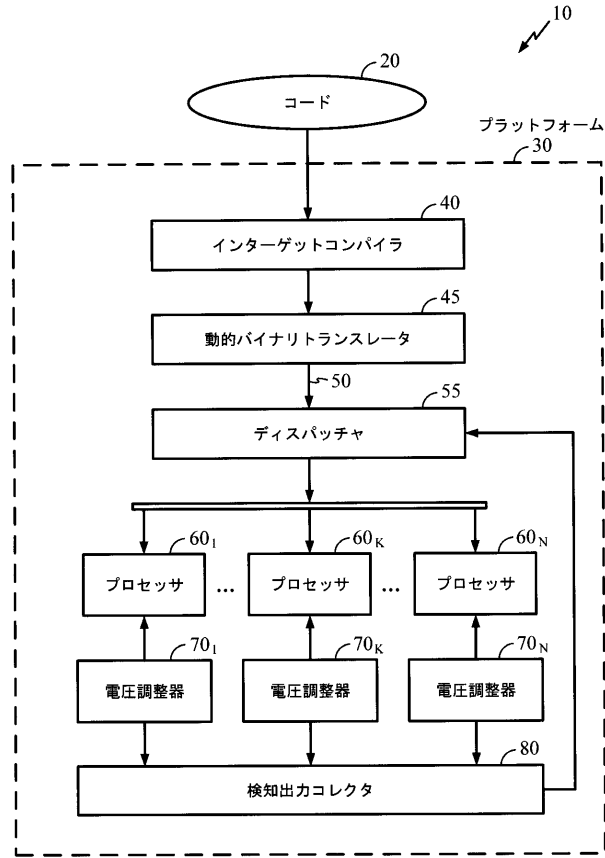 10
20
コード
プラットフォーム
30
40
インターゲットコンパイラ
45
動的バイナリトランスレータ
50
55
ディスパッチャ
60₁ 60K 60N
プロセッサ ... プロセッサ ... プロセッサ
70₁ 70K 70N
電圧調整器 電圧調整器 電圧調整器
80
検知出力コレクタ